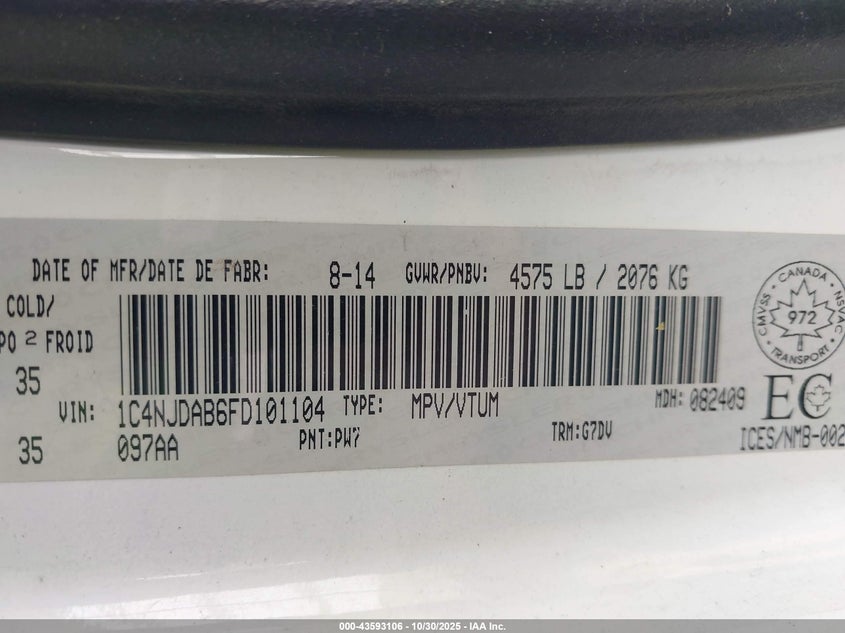 DATE OF MFR/DATE DE FABR: 8-14 GVWR/PNBV: 4575 LB / 2076 KG
COLD/
PO 2 FROID
35
VIN: 1C4NJDAB6FD101104 TYPE: MPV/VTUM MDH: 082409
35
097AA PNT:PW7 TRM:G7DV
CANADA
CMVSS
NSVAC
972
TRANSPORT
EC
ICES/NMB-002
000-43593106 - 10/30/2025 - IAA Inc.